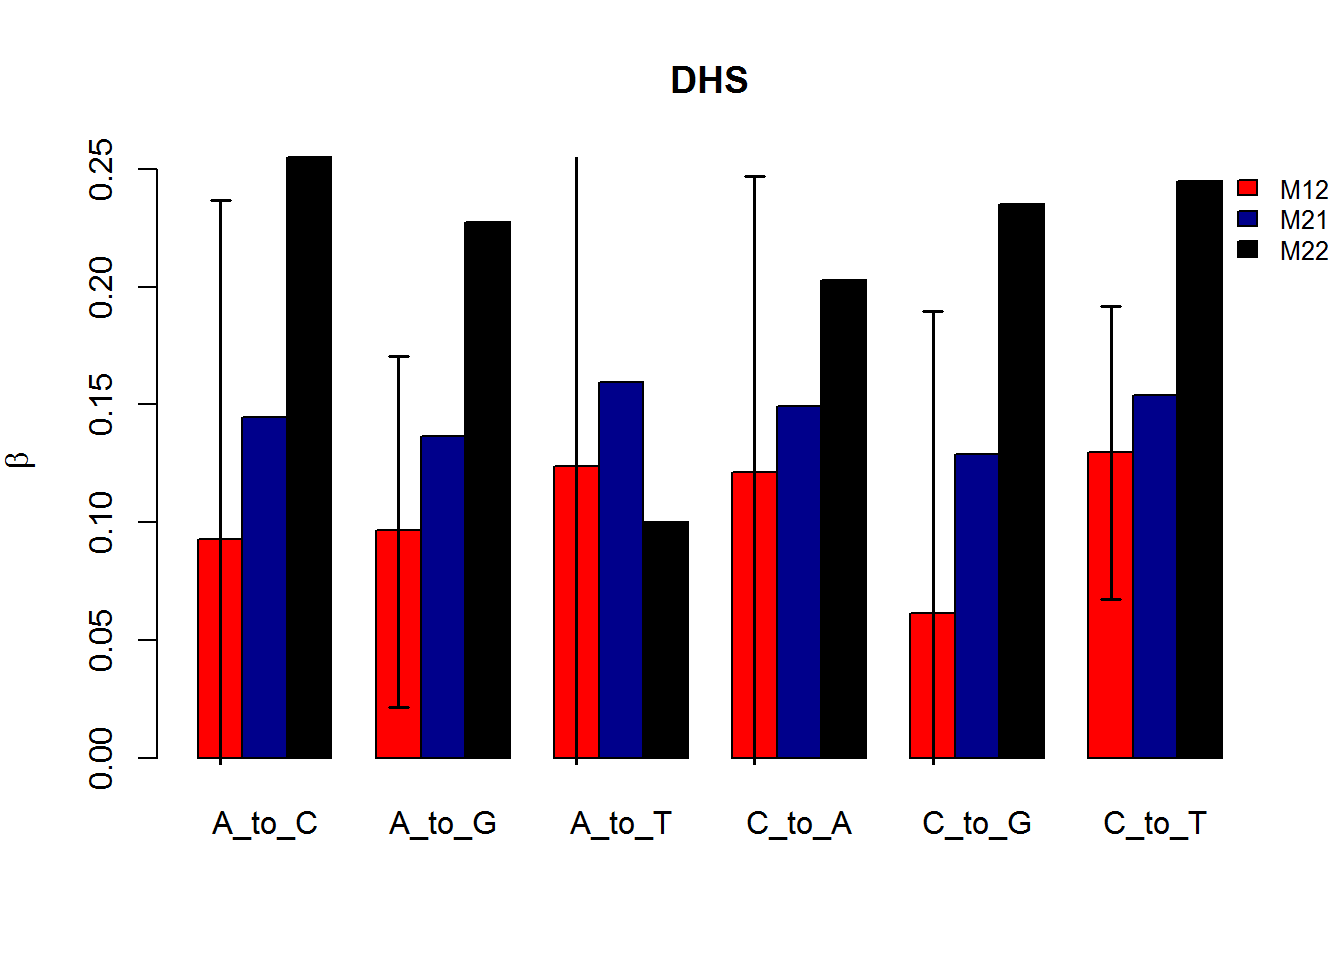 DHS
β
0.25
0.20
0.15
0.10
0.05
0.00
M12
M21
M22
A_to_C
A_to_G
A_to_T
C_to_A
C_to_G
C_to_T